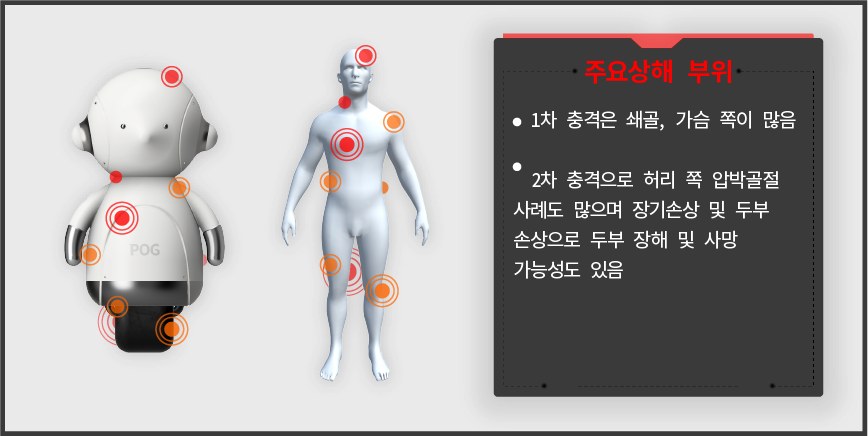 POG
주요상해 부위
1차 충격은 쇄골, 가슴 쪽이 많음
2차 충격으로 허리 쪽 압박골절
사례도 많으며 장기손상 및 두부
손상으로 두부 장해 및 사망
가능성도 있음